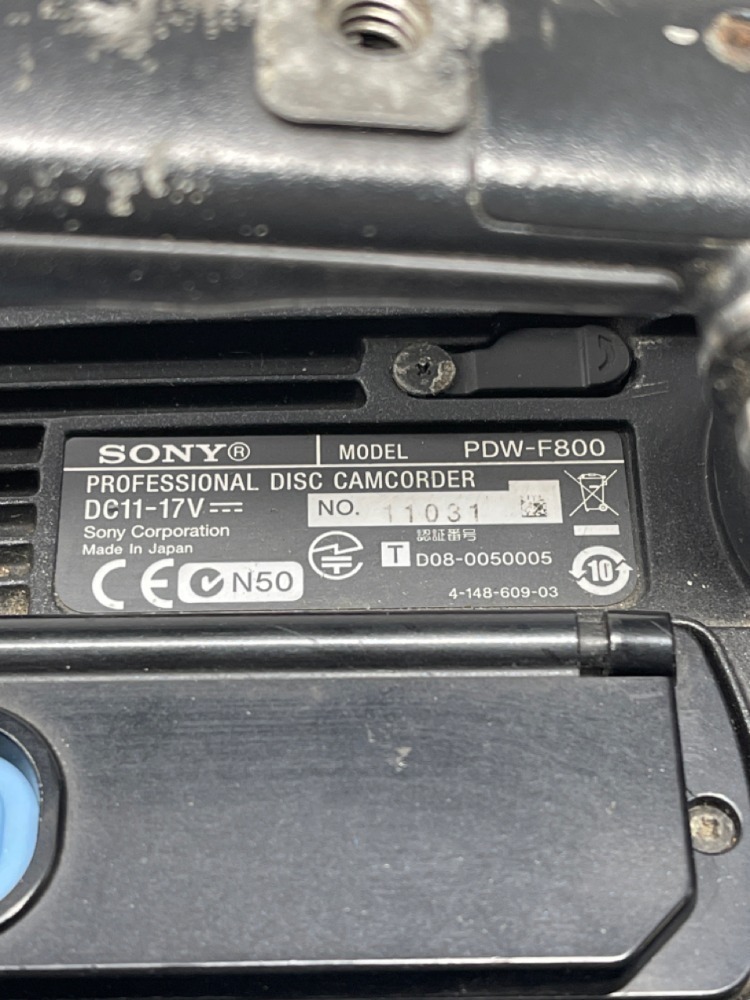 SONY® MODEL PDW-F800
PROFESSIONAL DISC CAMCORDER
DC11-17V
NO. 11031
Sony Corporation
Made In Japan
認証番号
T D08-0050005
CE N50
10
4-148-609-03